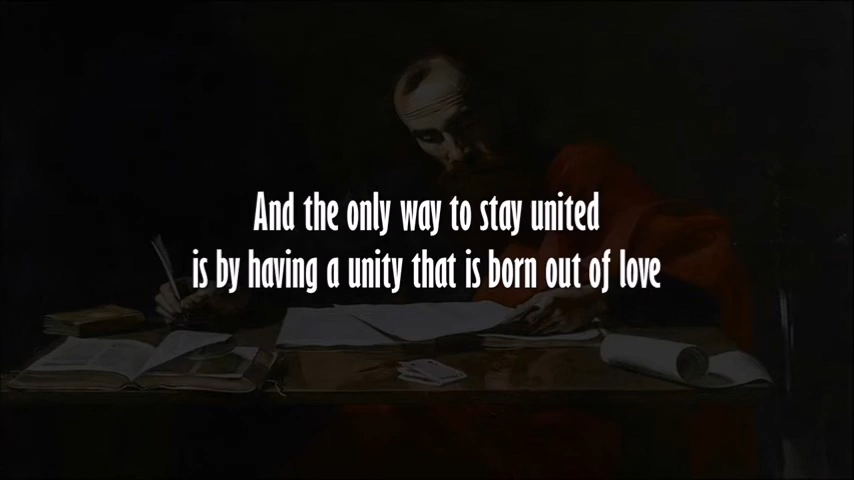 And the only way to stay united
is by having a unity that is born out of love